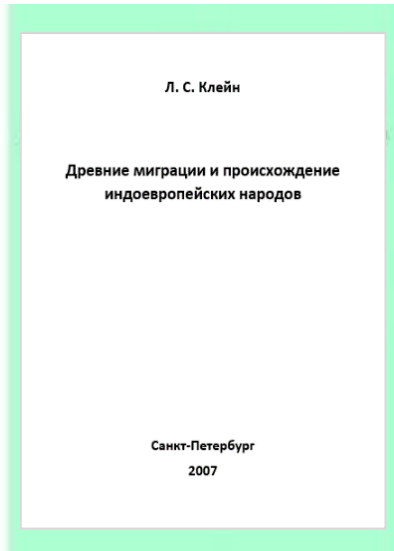 Л. С. Клейн
Древние миграции и происхождение
индоевропейских народов
Санкт-Петербург
2007